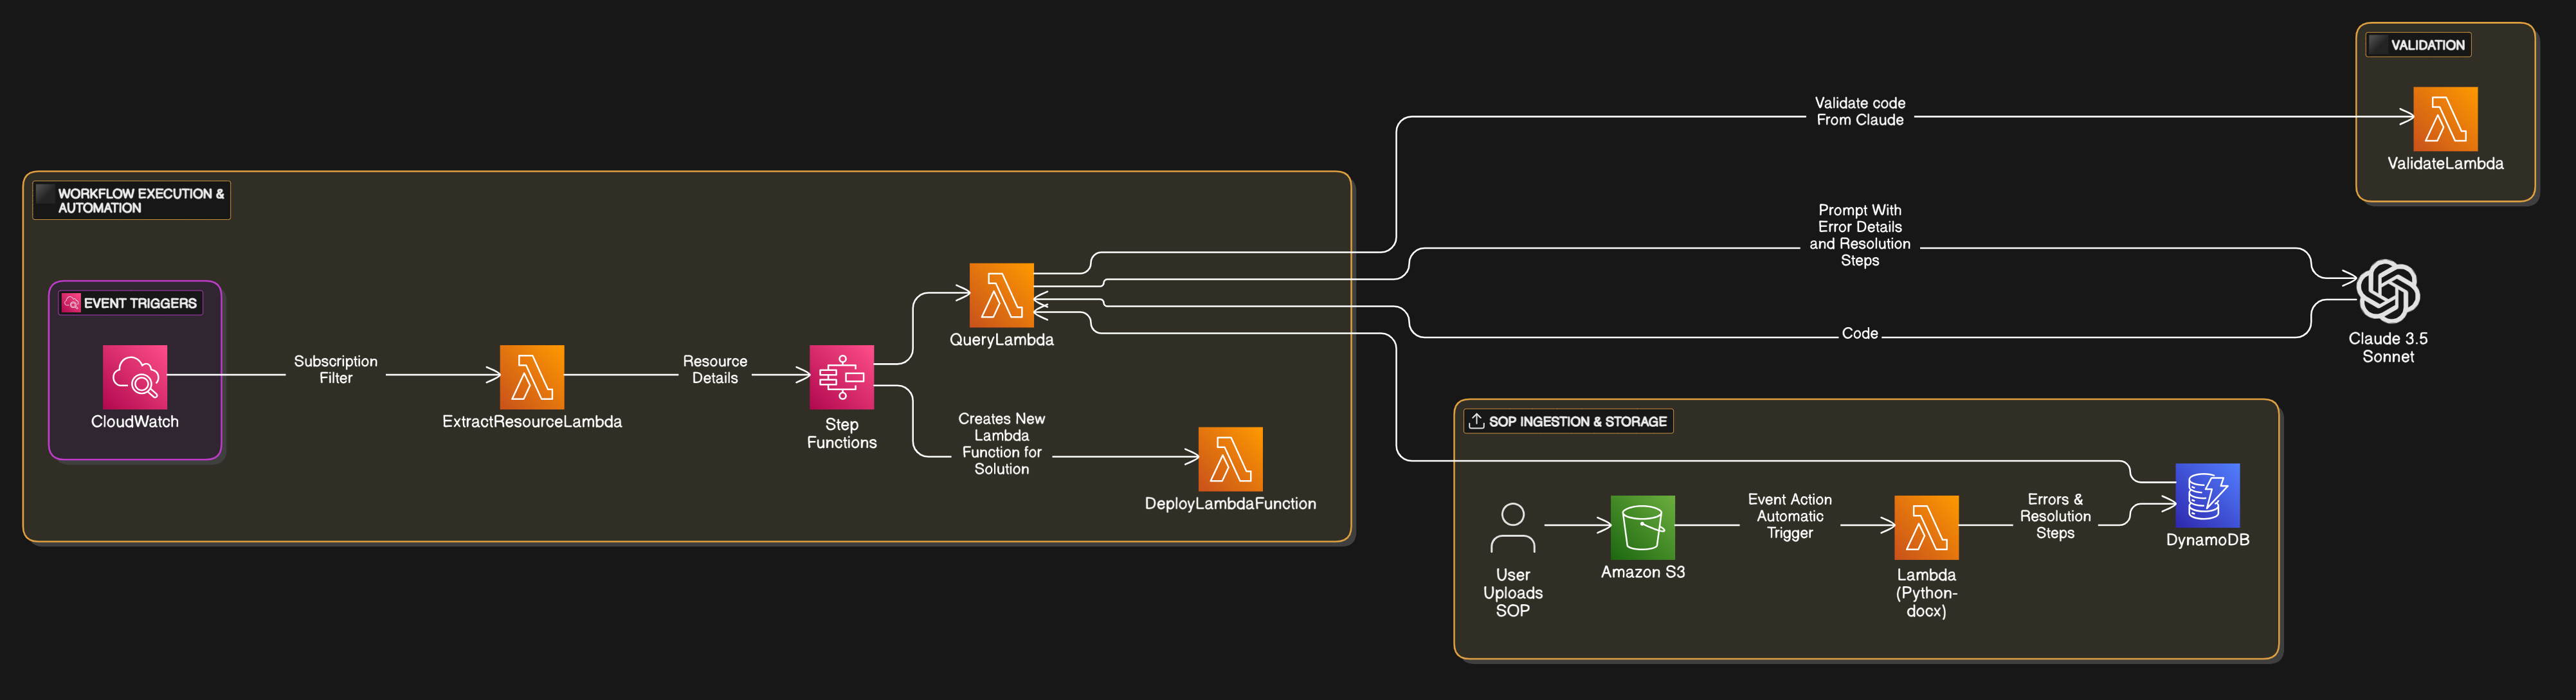 VALIDATION
Validate code
From Claude
ValidateLambda
WORKFLOW EXECUTION &
AUTOMATION
Prompt With
Error Details
and Resolution
Steps
EVENT TRIGGERS
QueryLambda
Code
Claude 3.5
Sonnet
Subscription
Filter
Resource
Details
CloudWatch
ExtractResourceLambda
Step
Functions
Creates New
Lambda
Function for
Solution
DeployLambdaFunction
SOP INGESTION & STORAGE
Event Action
Automatic
Trigger
Errors &
Resolution
Steps
DynamoDB
User
Uploads
SOP
Amazon S3
Lambda
(Python-
docx)